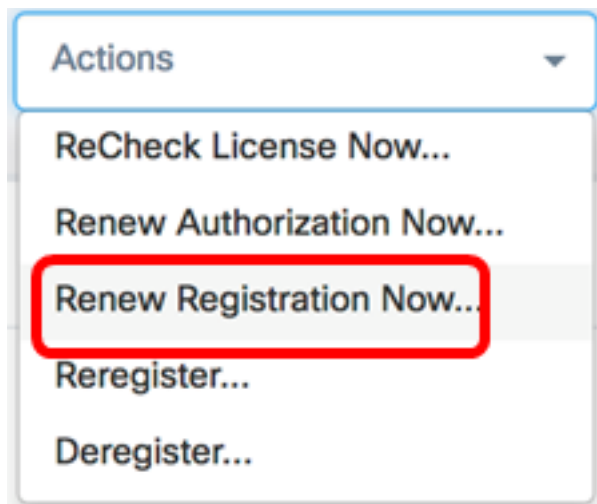 Actions
ReCheck License Now...
Renew Authorization Now...
Renew Registration Now...
Reregister...
Deregister...